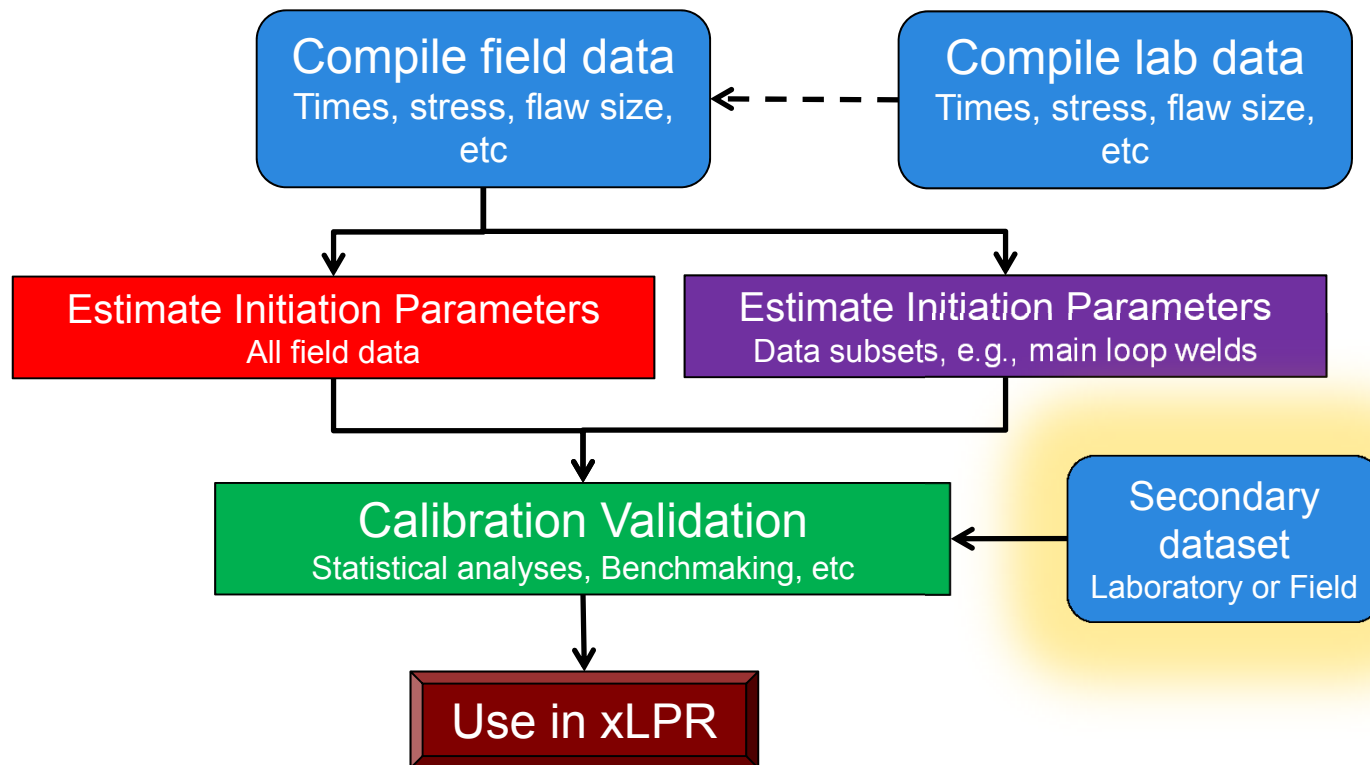 Compile field data
Times, stress, flaw size,
etc
Compile lab data
Times, stress, flaw size,
etc
Estimate Initiation Parameters
All field data
Estimate Initiation Parameters
Data subsets, e.g., main loop welds
Calibration Validation
Statistical analyses, Benchmaking, etc
Secondary
dataset
Laboratory or Field
Use in xLPR